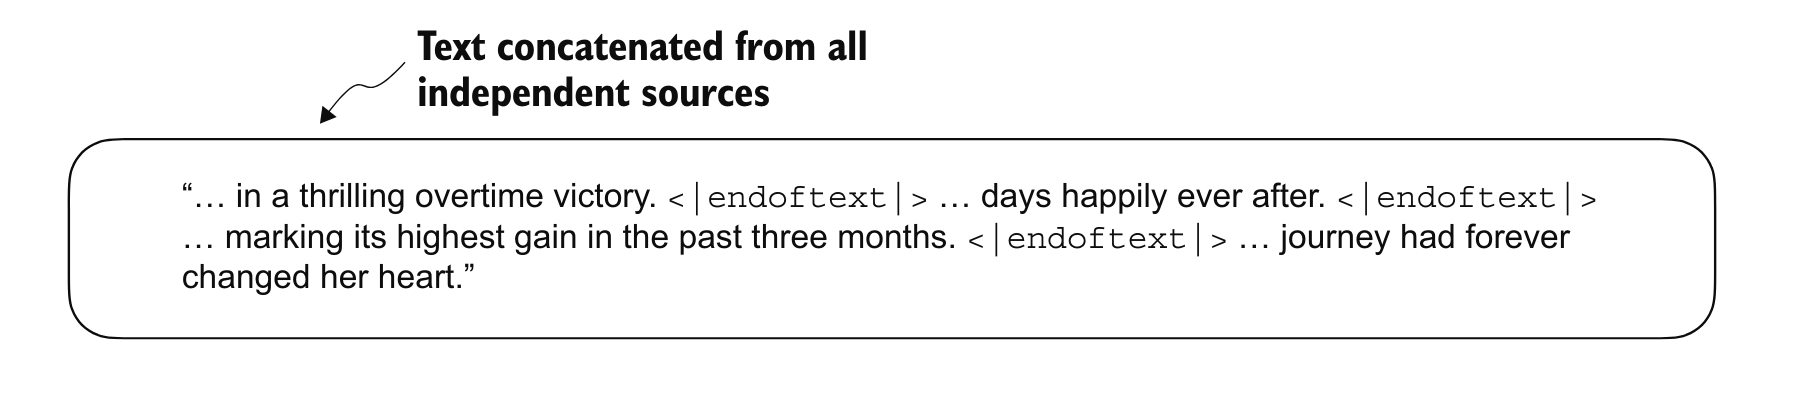 Text concatenated from all
independent sources
“… in a thrilling overtime victory. <|endoftext|> … days happily ever after. <|endoftext|>
… marking its highest gain in the past three months. <|endoftext|> … journey had forever
changed her heart.”